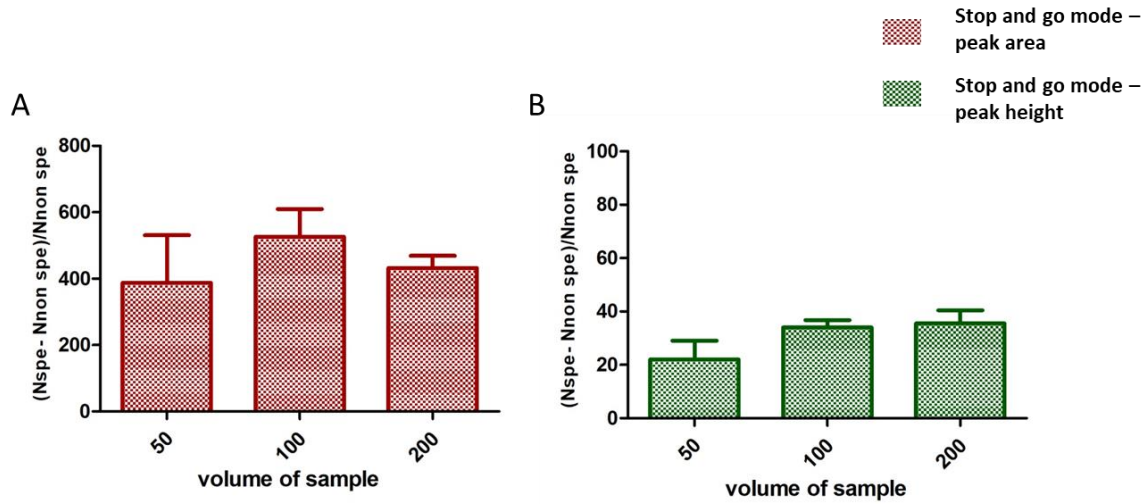 Stop and go mode –
peak area
Stop and go mode –
peak height
A
(Nspe- Nnon spe)/Nnon spe
800
600
400
200
0
50
100
200
volume of sample
B
(Nspe- Nnon spe)/Nnon spe
100
80
60
40
20
0
50
100
200
volume of sample